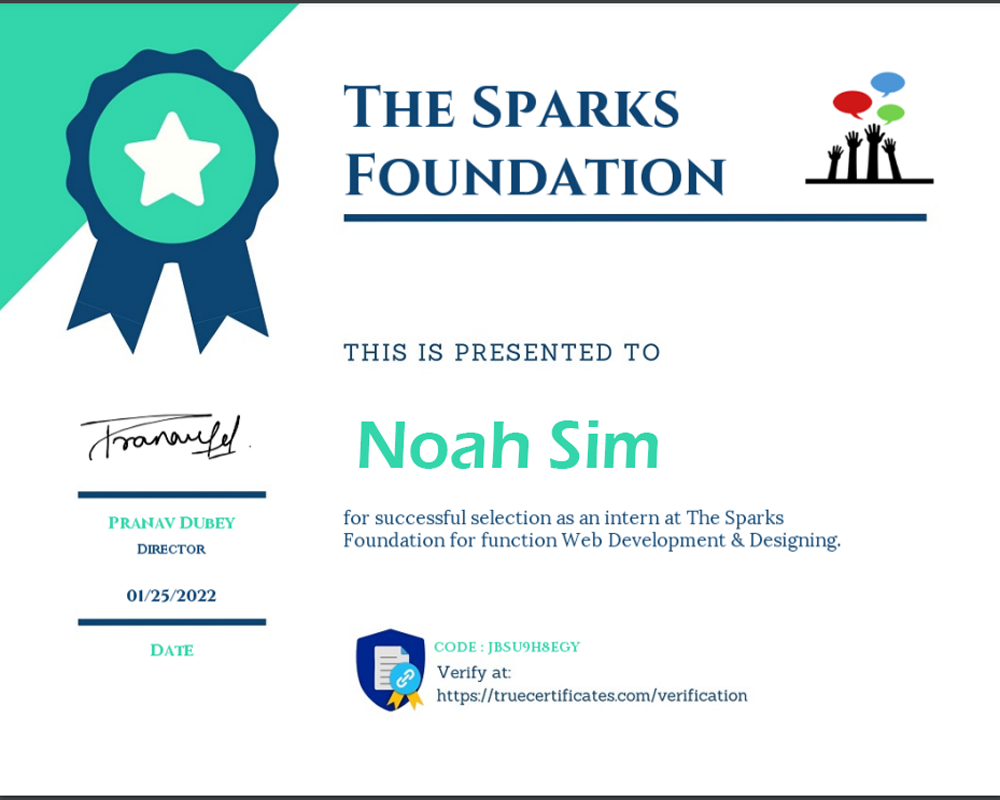 The Sparks
Foundation
THIS IS PRESENTED TO
Noah Sim
for successful selection as an intern at The Sparks
Foundation for function Web Development & Designing.
Pranav Dubey
Director
01/25/2022
Date
CODE : JBSU9H8EGY
Verify at:
https://truecertificates.com/verification